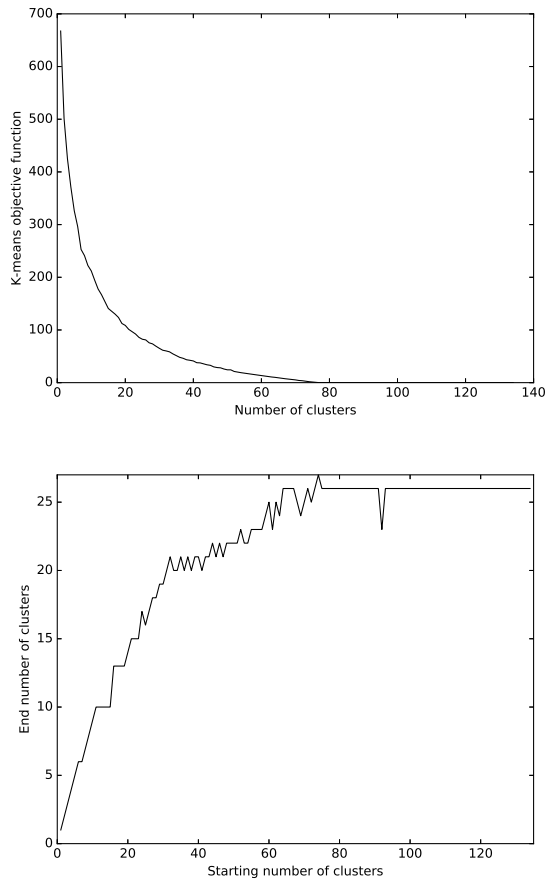 700
600
500
400
300
200
100
0
K-means objective function
0 20 40 60 80 100 120 140
Number of clusters
25
20
15
10
5
0
End number of clusters
0 20 40 60 80 100 120
Starting number of clusters